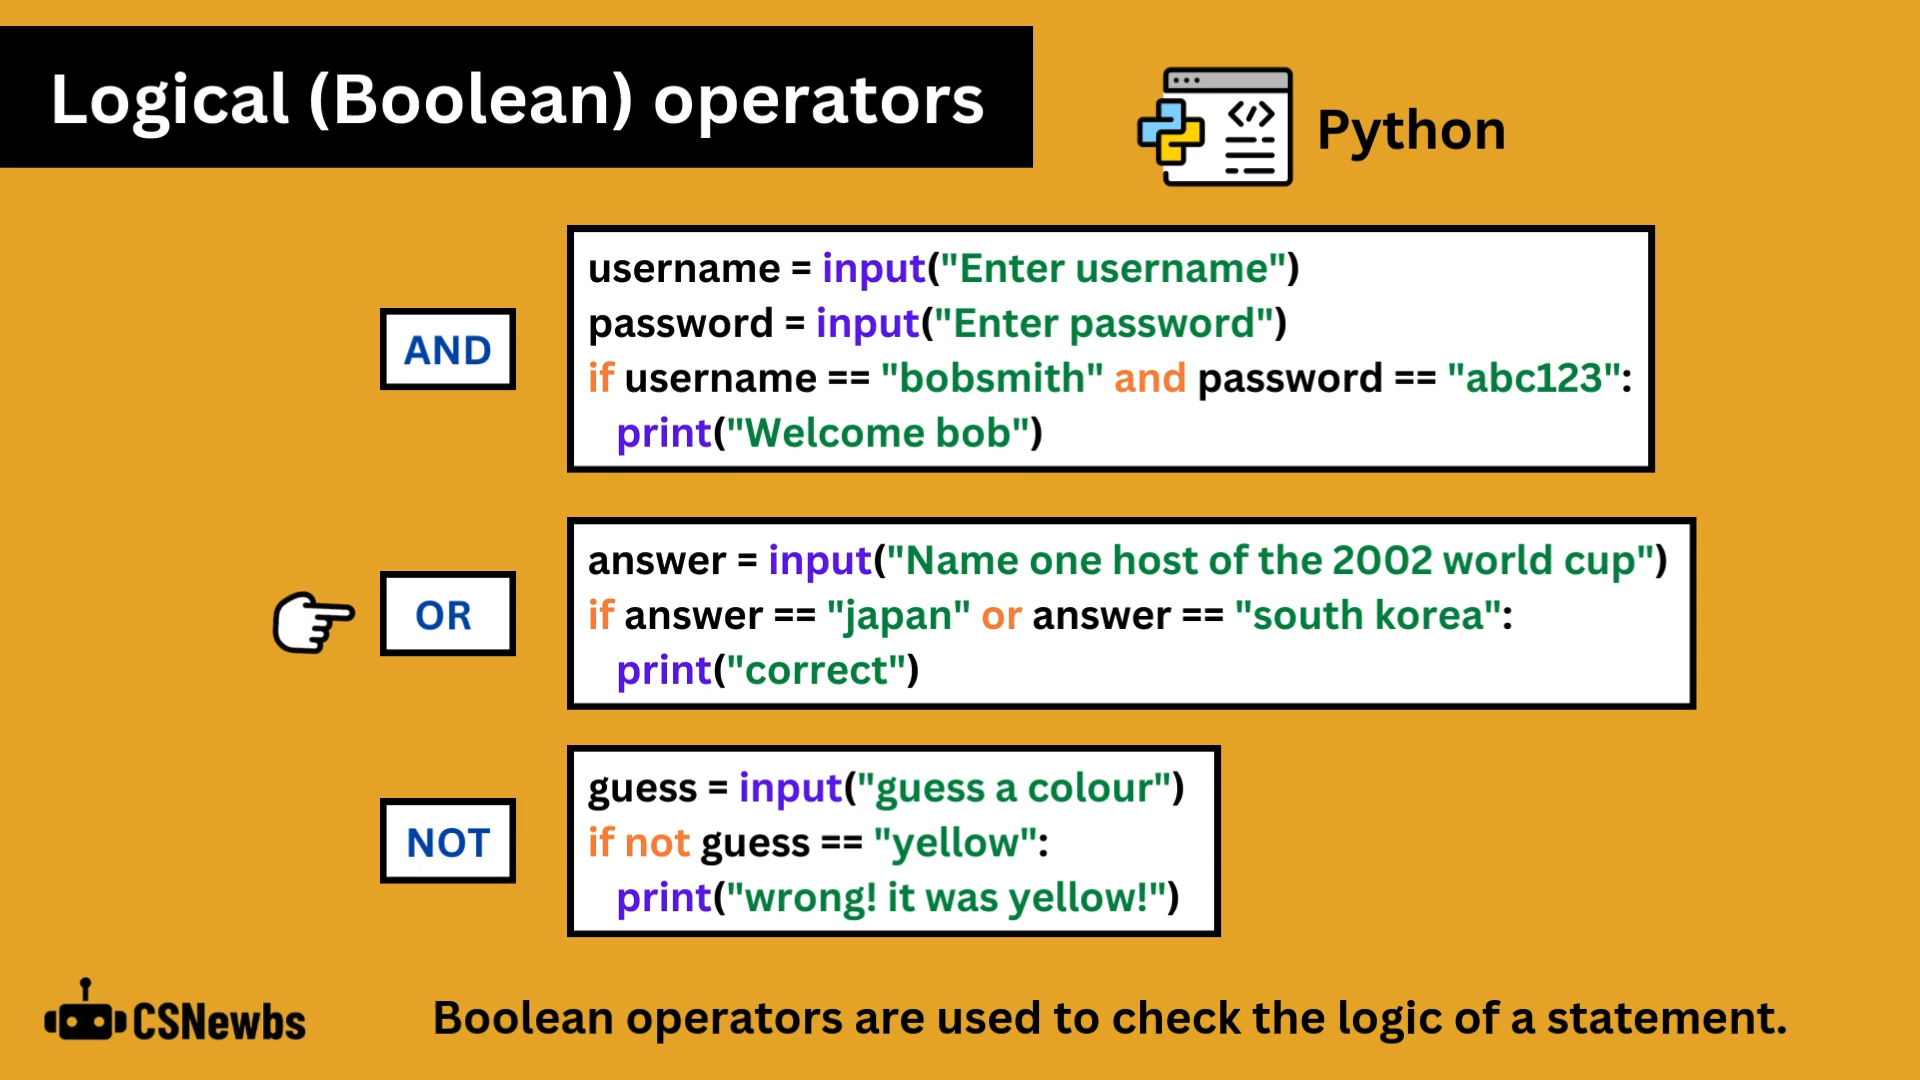 Logical (Boolean) operators
</>
Python
AND
username = input("Enter username")
password = input("Enter password")
if username == "bobsmith" and password == "abc123":
print("Welcome bob")
OR
answer = input("Name one host of the 2002 world cup")
if answer == "japan" or answer == "south korea":
print("correct")
NOT
guess = input("guess a colour")
if not guess == "yellow":
print("wrong! it was yellow!")
CSNewbs
Boolean operators are used to check the logic of a statement.